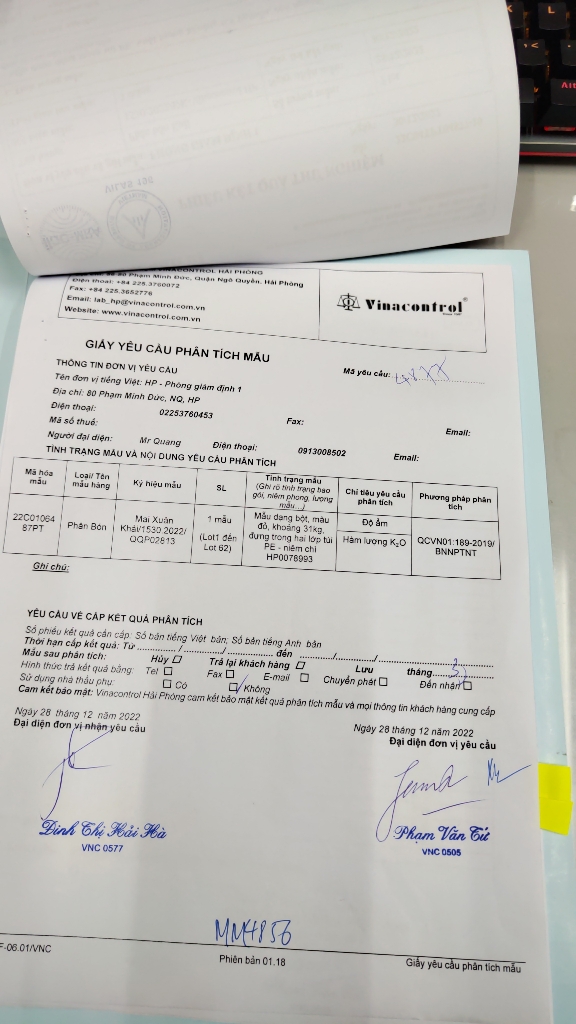 VILAS 196
VINACONTROL HẢI PHÒNG
80 Phạm Minh Đức, Quận Ngô Quyền, Hải Phòng
Điện thoại: +84 225.3760872
Fax: +84 225.3652776
Email: lab_hp@vinacontrol.com.vn
Website: www.vinacontrol.com.vn
Vinacontrol®
GIẤY YÊU CẦU PHÂN TÍCH MẪU
THÔNG TIN ĐƠN VỊ YÊU CẦU
Mã yêu cầu:
Tên đơn vị tiếng Việt: HP - Phòng giám định 1
Địa chỉ: 80 Phạm Minh Đức, NQ, HP
Điện thoại: 02253760453 Fax: Email:
Mã số thuế:
Người đại diện: Mr Quang Điện thoại: 0913008502 Email:
TÌNH TRẠNG MẪU VÀ NỘI DUNG YÊU CẦU PHÂN TÍCH
Mã hóa mẫu
Loại/ Tên mẫu hàng
Ký hiệu mẫu
SL
Tình trạng mẫu
(Ghi rõ tình trạng bao gói, niêm phong, lượng mẫu ...)
Chỉ tiêu yêu cầu phân tích
Phương pháp phân tích
22C01064
87PT
Phân Bón
Mai Xuân
Khải/1530.2022/
QQP02813
1 mẫu
(Lot1 đến
Lot 62)
Mẫu dạng bột, màu
đỏ, khoảng 31kg,
đựng trong hai lớp túi
PE - niêm chì
HP0078993
Độ ẩm
Hàm lượng K₂O
QCVN01:189-2019/
BNNPTNT
Ghi chú:
YÊU CẦU VỀ CẤP KẾT QUẢ PHÂN TÍCH
Số phiếu kết quả cần cấp: Số bản tiếng Việt bản; Số bản tiếng Anh bản
Thời hạn cấp kết quả: Từ ........... / ........... / ........... đến ........../........../..........
Mẫu sau phân tích: Hủy ☐ Trả lại khách hàng ☐ Lưu tháng
Hình thức trả kết quả bằng: Tel ☐ Fax ☐ E-mail ☐ Chuyển phát ☐ Đến nhận ☐
Sử dụng nhà thầu phụ: ☐ Có ☑ Không
Cam kết bảo mật: Vinacontrol Hải Phòng cam kết bảo mật kết quả phân tích mẫu và mọi thông tin khách hàng cung cấp
Ngày 28 tháng 12 năm 2022
Đại diện đơn vị nhận yêu cầu
Ngày 28 tháng 12 năm 2022
Đại diện đơn vị yêu cầu
Đinh Thị Hải Hà
VNC 0577
Phạm Văn Tứ
VNC 0505
MM4856
F-06.01/VNC
Phiên bản 01.18
Giấy yêu cầu phân tích mẫu